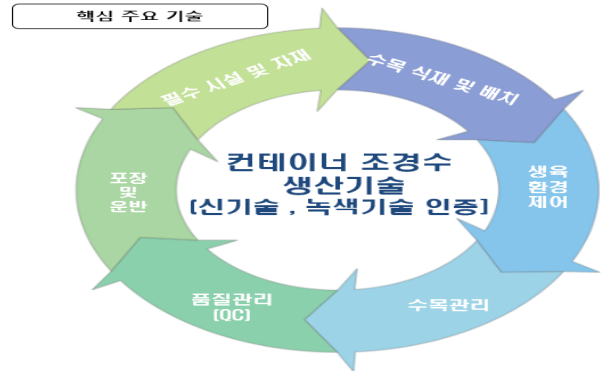 핵심 주요 기술
필수 시설 및 자재
수목 식재 및 배치
생육
환경
제어
수목관리
품질관리
(QC)
포장
및
운반
컨테이너 조경수
생산기술
(신기술 , 녹색기술 인증)